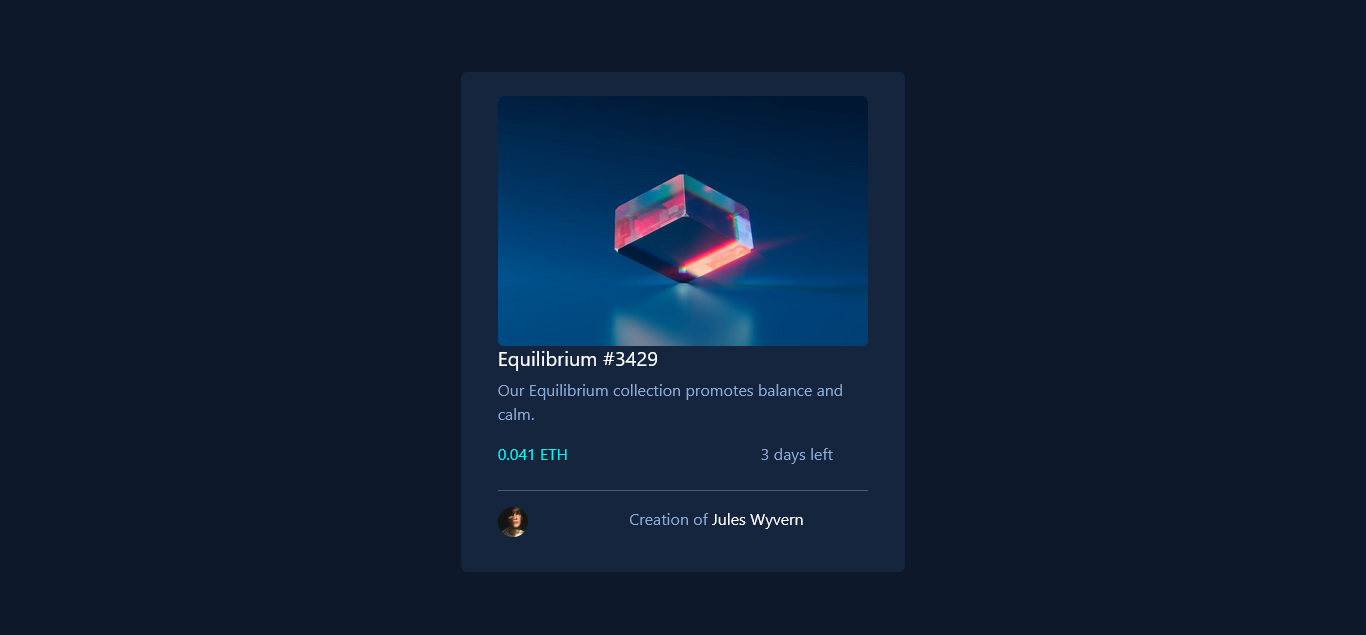 Equilibrium #3429
Our Equilibrium collection promotes balance and
calm.
0.041 ETH
3 days left
Creation of Jules Wyvern